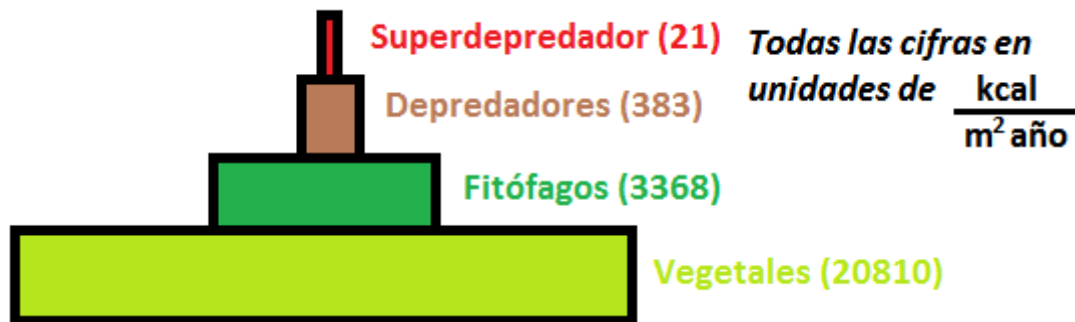 Superdepredador (21)
Depredadores (383)
Fitófagos (3368)
Vegetales (20810)
Todas las cifras en
unidades de kcal
m² año